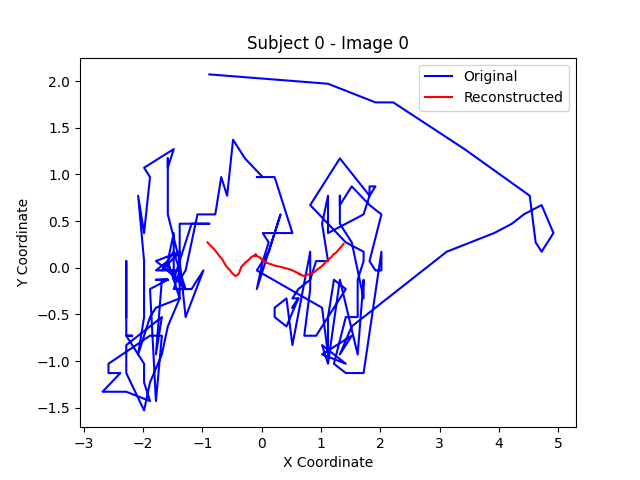 Subject 0 - Image 0
Original
Reconstructed
Y Coordinate
2.0
1.5
1.0
0.5
0.0
−0.5
−1.0
−1.5
−3 −2 −1 0 1 2 3 4 5
X Coordinate